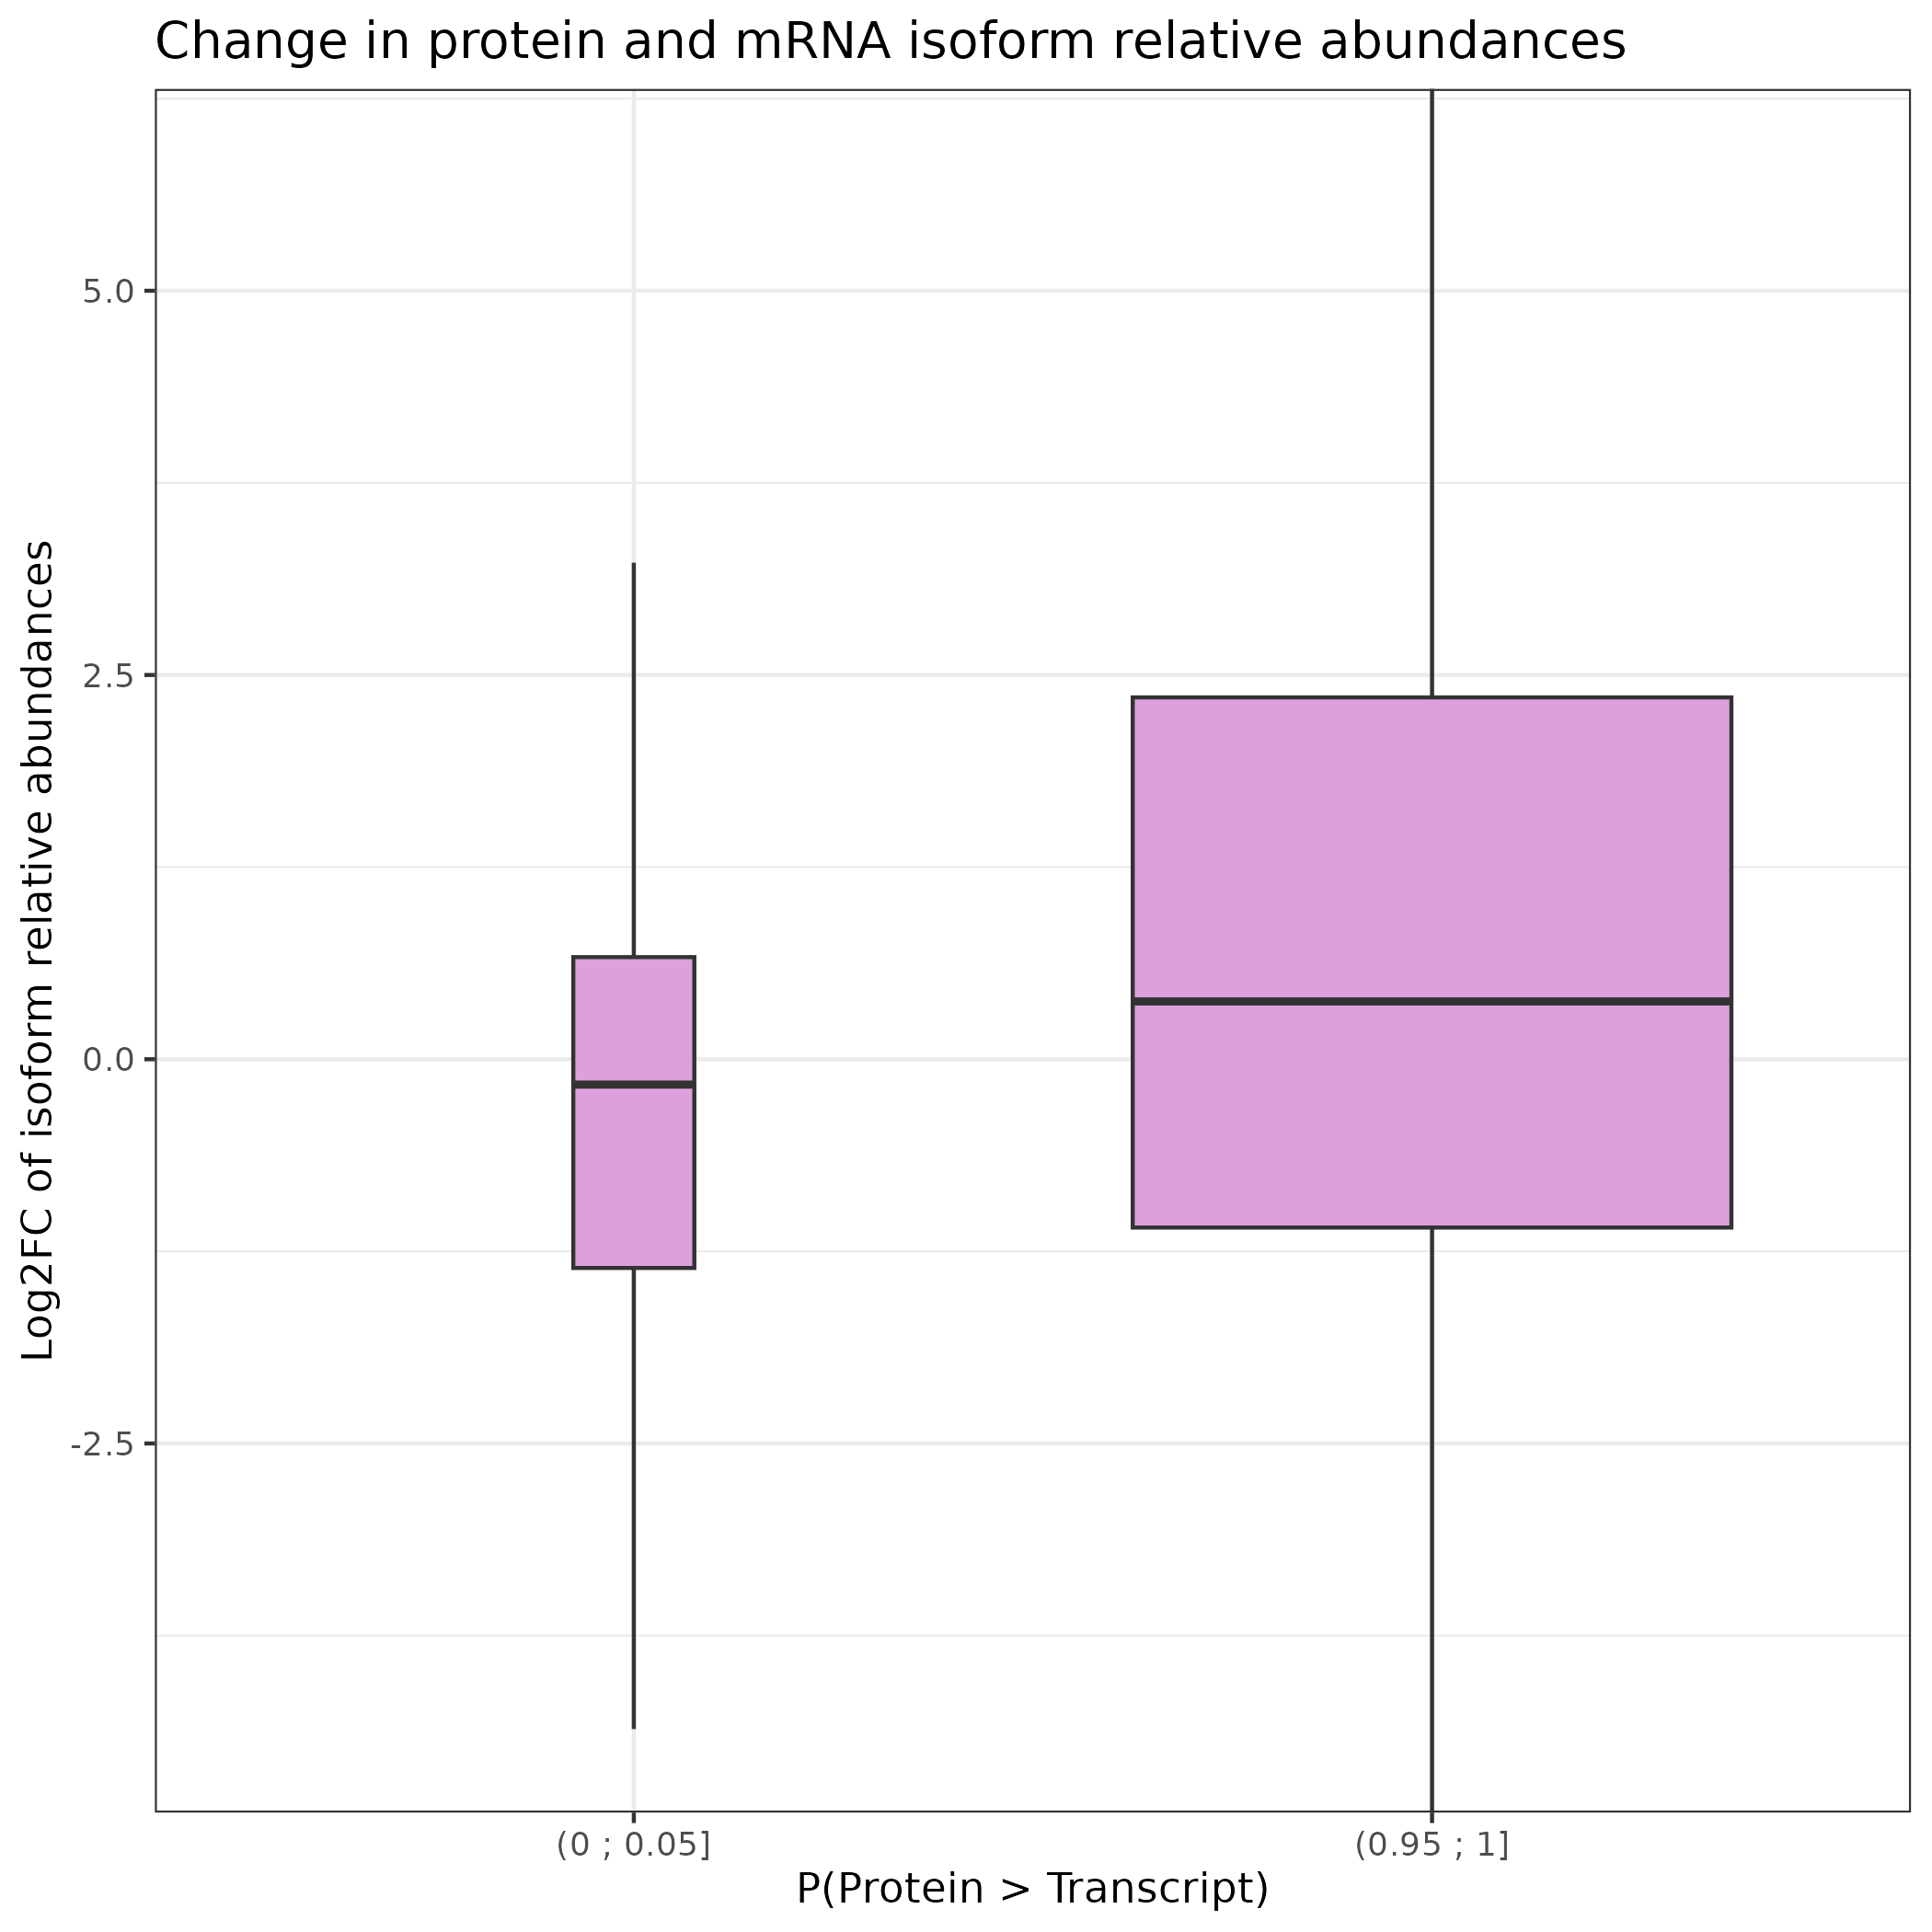 Change in protein and mRNA isoform relative abundances
Log2FC of isoform relative abundances
5.0
2.5
0.0
-2.5
(0 ; 0.05]
(0.95 ; 1]
P(Protein > Transcript)